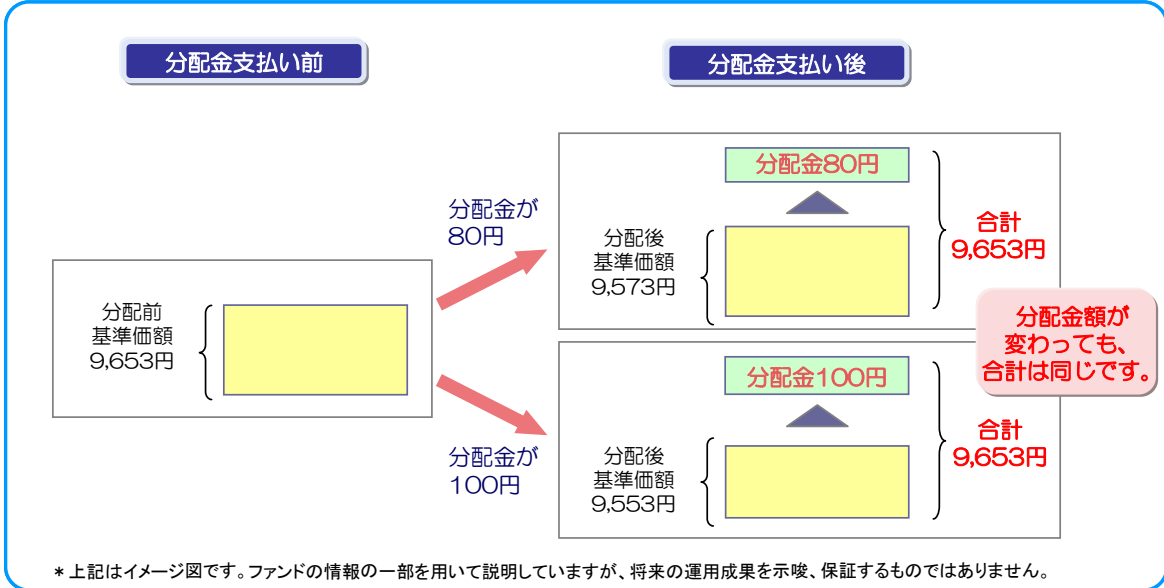 分配金支払い前
分配金支払い後
分配金が
80円
分配金80円
分配後
基準価額
9,573円
合計
9,653円
分配前
基準価額
9,653円
分配金額が
変わっても、
合計は同じです。
分配金が
100円
分配金100円
分配後
基準価額
9,553円
合計
9,653円
* 上記はイメージ図です。ファンドの情報の一部を用いて説明していますが、将来の運用成果を示唆、保証するものではありません。